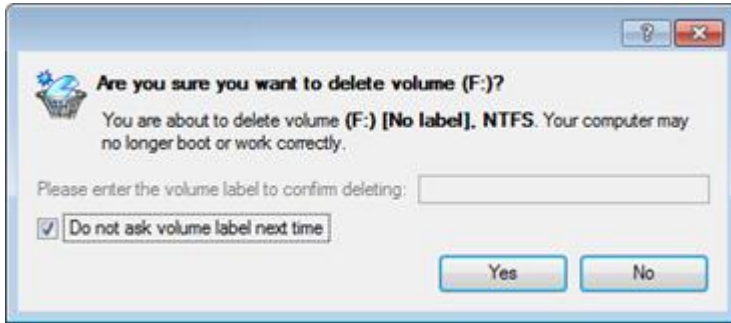 Are you sure you want to delete volume (F:)?
You are about to delete volume (F:) [No label], NTFS. Your computer may
no longer boot or work correctly.
Please enter the volume label to confirm deleting:
Do not ask volume label next time
Yes No